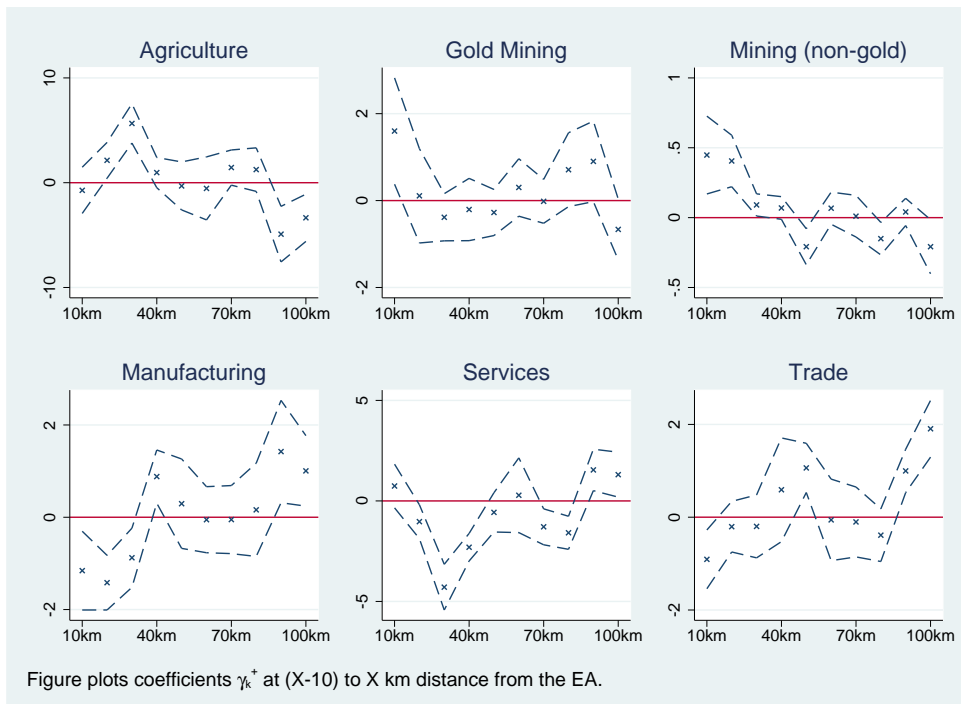 Agriculture
10
0
-10
10km 40km 70km 100km
Gold Mining
2
0
-2
10km 40km 70km 100km
Mining (non-gold)
1
.5
0
-.5
10km 40km 70km 100km
Manufacturing
2
0
-2
10km 40km 70km 100km
Services
5
0
-5
10km 40km 70km 100km
Trade
2
0
-2
10km 40km 70km 100km
Figure plots coefficients γₖ⁺ at (X-10) to X km distance from the EA.